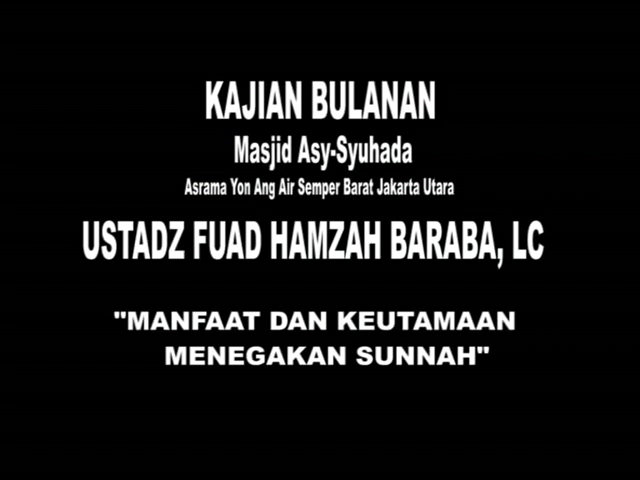 KAJIAN BULANAN
Masjid Asy-Syuhada
Asrama Yon Ang Air Semper Barat Jakarta Utara
USTADZ FUAD HAMZAH BARABA, LC
"MANFAAT DAN KEUTAMAAN
MENEGAKAN SUNNAH"